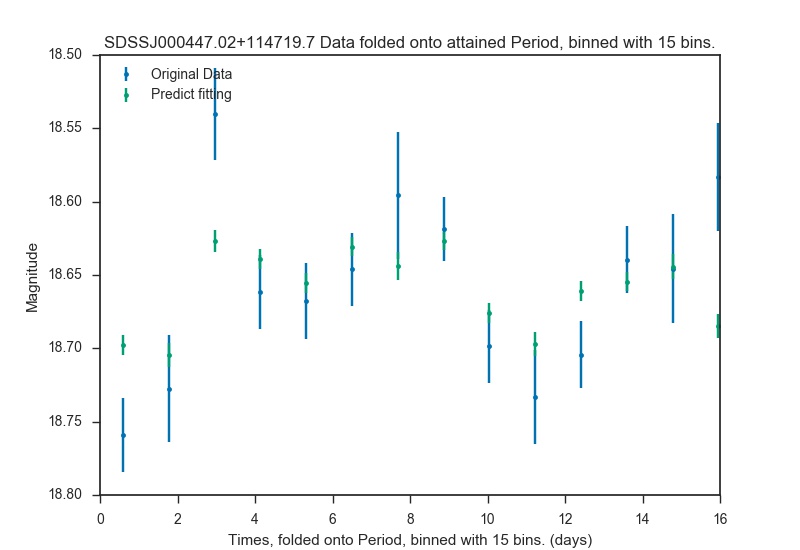 SDSSJ000447.02+114719.7 Data folded onto attained Period, binned with 15 bins.
Original Data
Predict fitting
18.50
18.55
18.60
18.65
18.70
18.75
18.80
Magnitude
0 2 4 6 8 10 12 14 16
Times, folded onto Period, binned with 15 bins. (days)